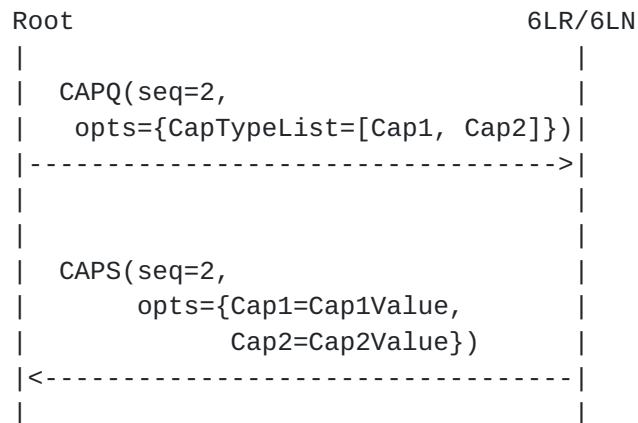 Root                                 6LR/6LN
|                                    |
|  CAPQ(seq=2,                       |
|   opts={CapTypeList=[Cap1, Cap2]})|
|---------------------------------->|
|                                    |
|                                    |
|  CAPS(seq=2,                       |
|       opts={Cap1=Cap1Value,        |
|             Cap2=Cap2Value})       |
|<----------------------------------|
|                                    |